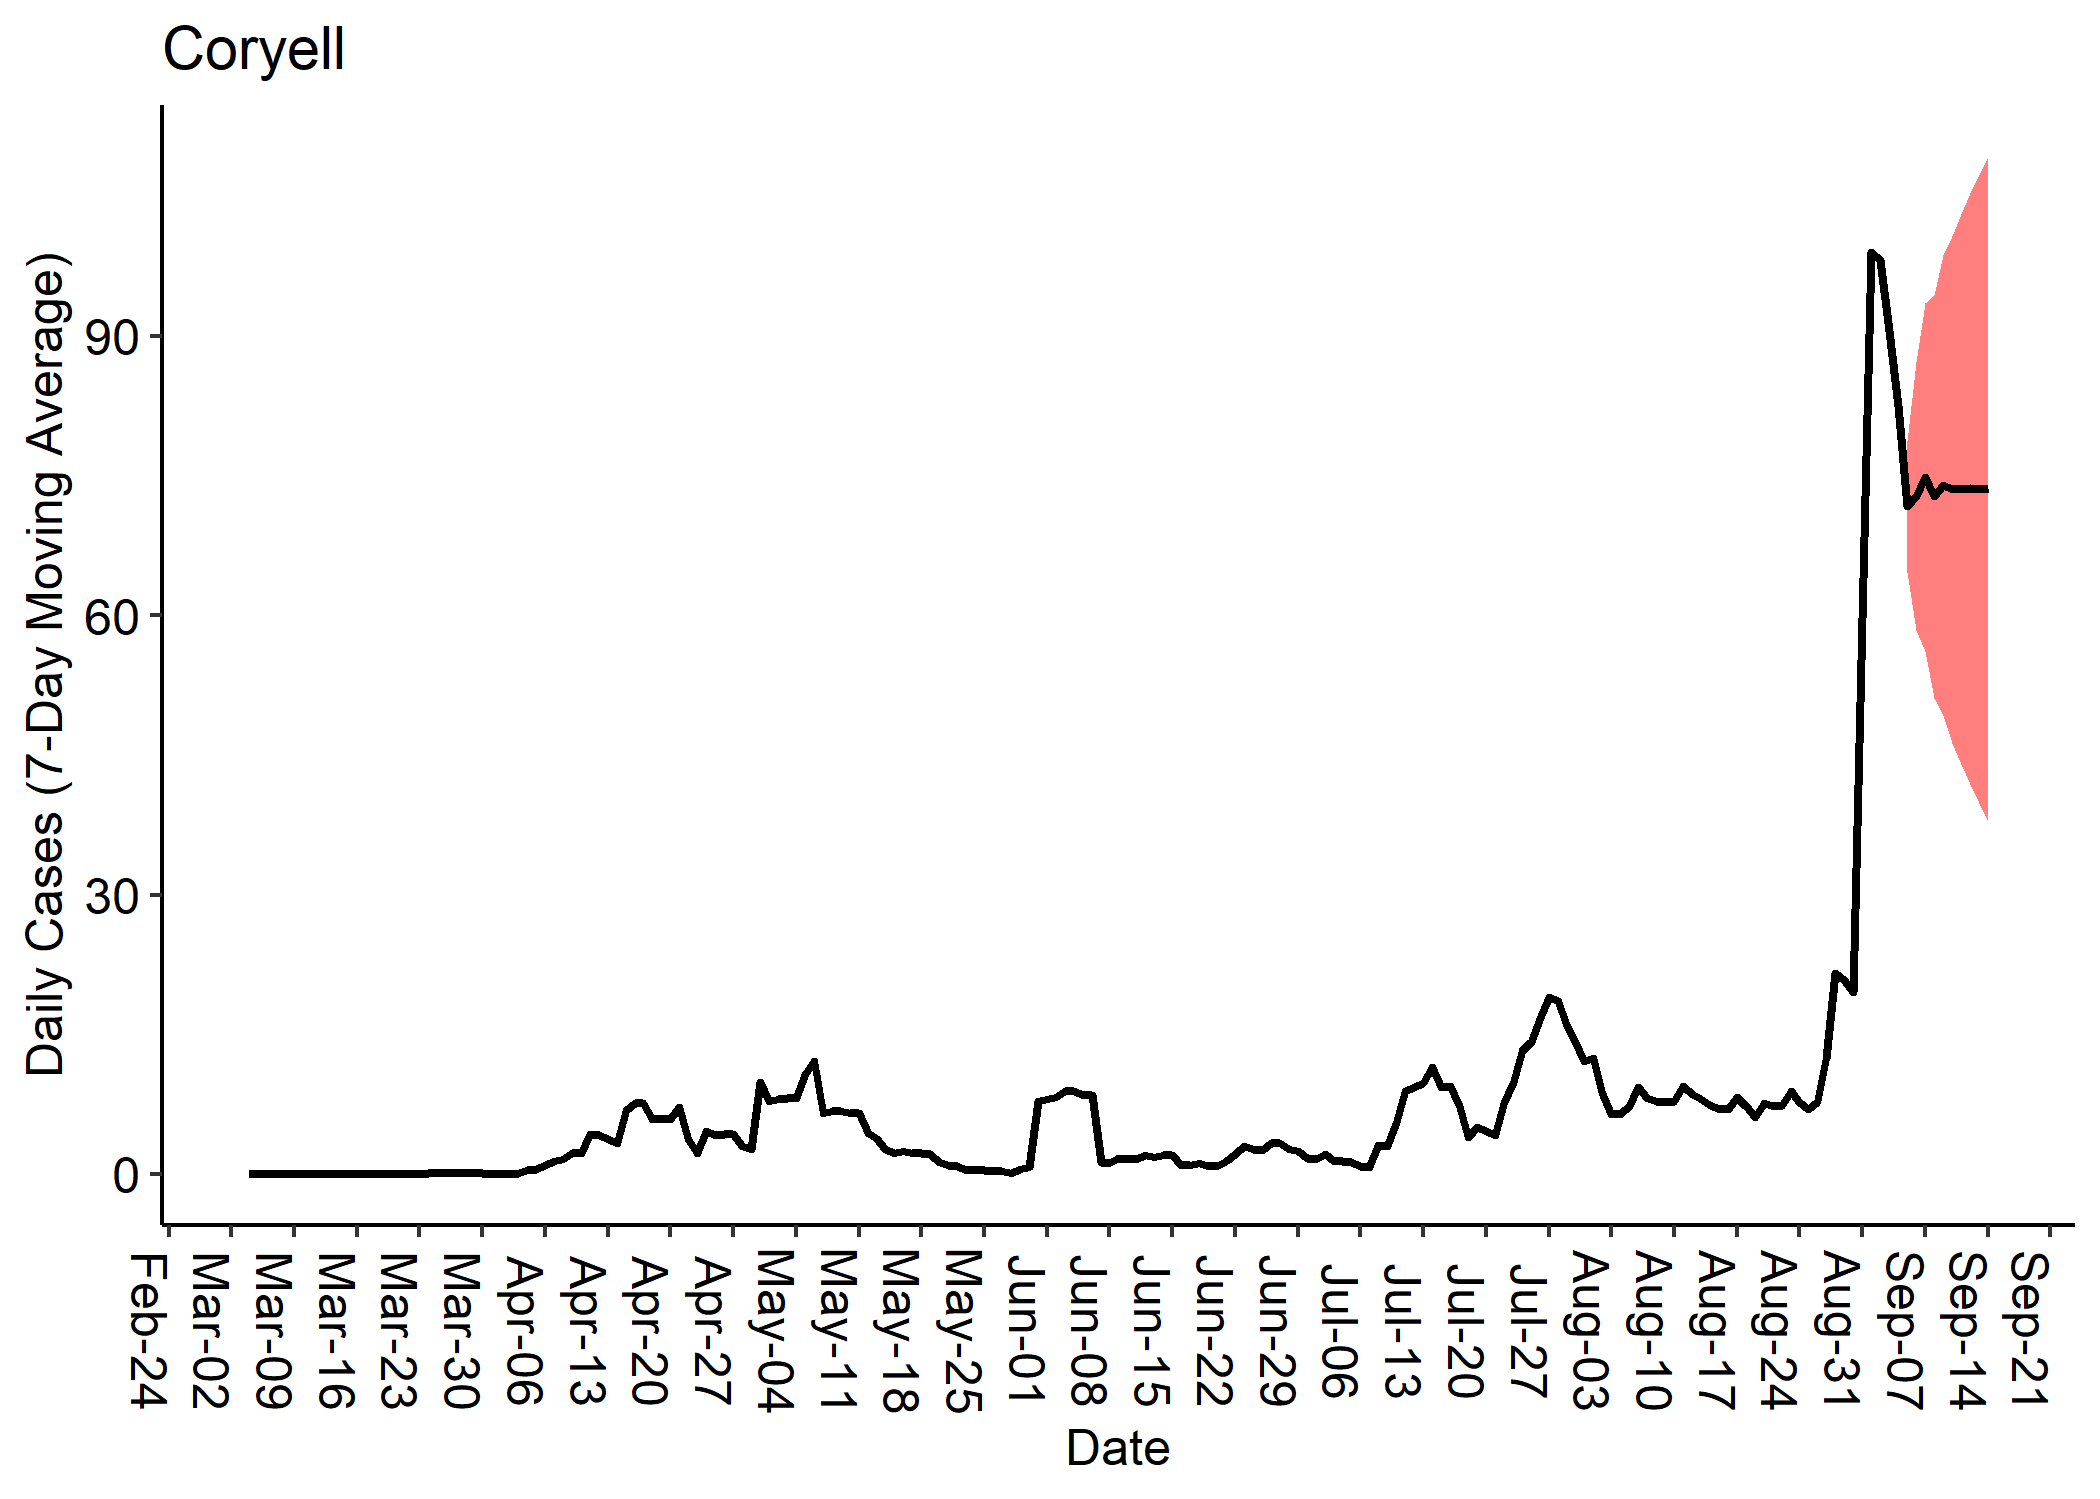 Coryell
Daily Cases (7-Day Moving Average)
90
60
30
0
Feb-24
Mar-02
Mar-09
Mar-16
Mar-23
Mar-30
Apr-06
Apr-13
Apr-20
Apr-27
May-04
May-11
May-18
May-25
Jun-01
Jun-08
Jun-15
Jun-22
Jun-29
Jul-06
Jul-13
Jul-20
Jul-27
Aug-03
Aug-10
Aug-17
Aug-24
Aug-31
Sep-07
Sep-14
Sep-21
Date